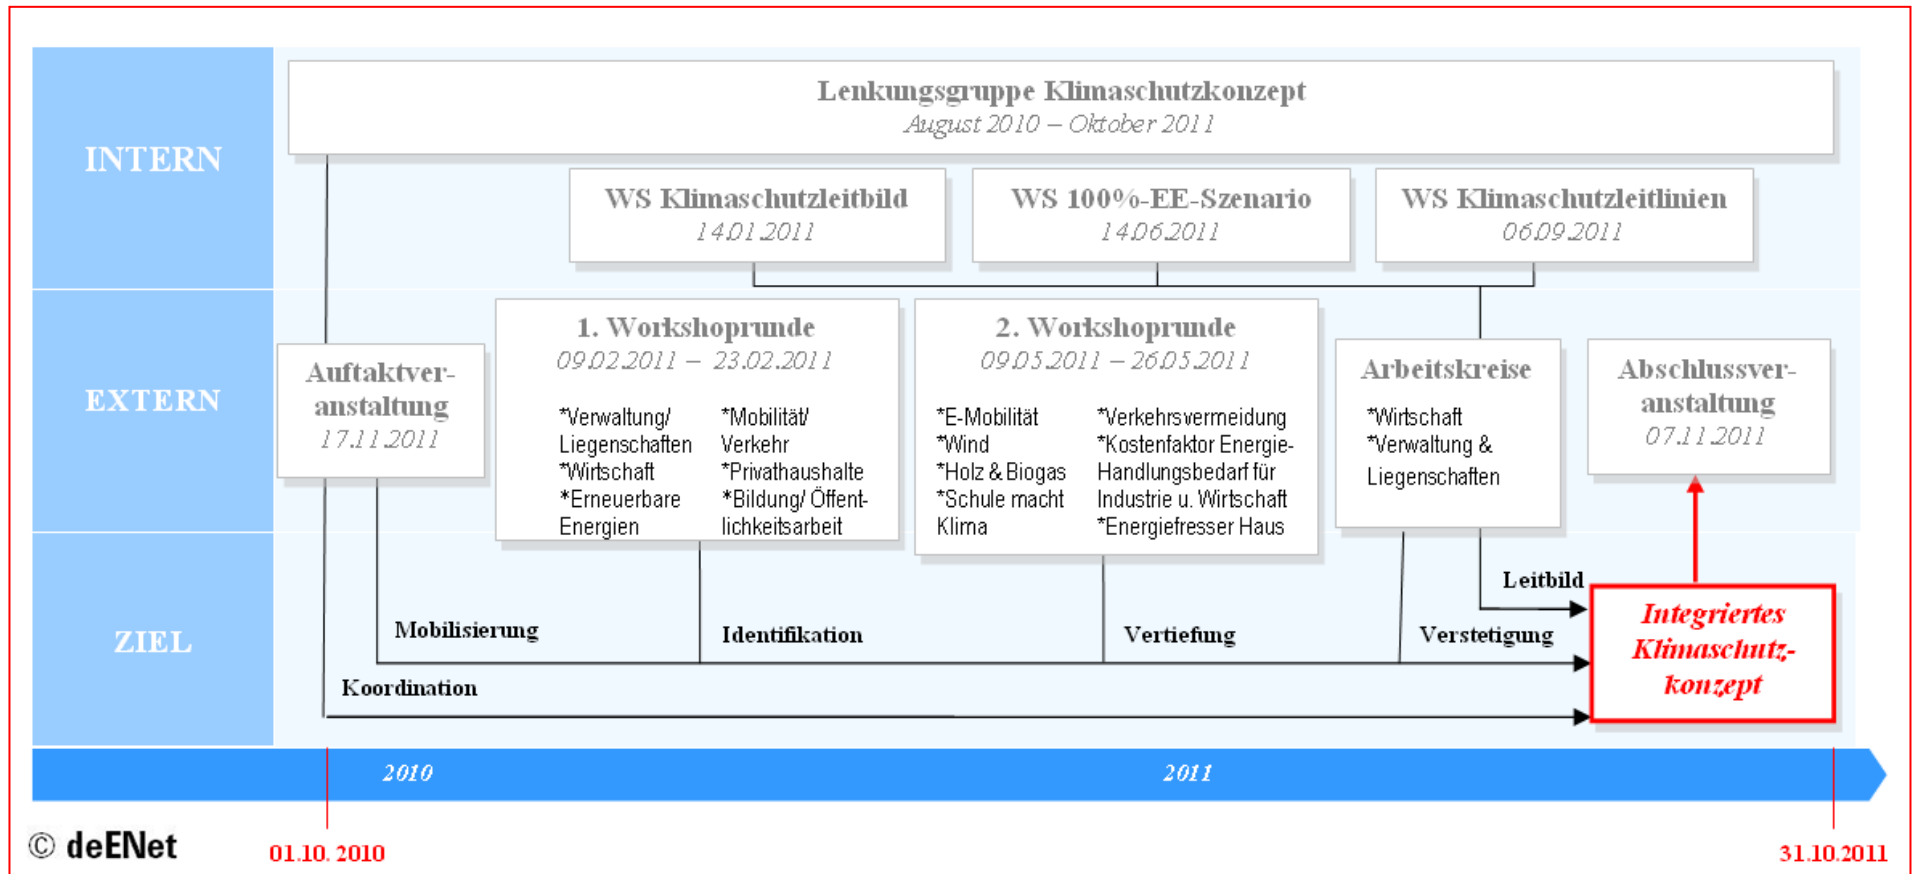 Lenkungsgruppe Klimaschutzkonzept
August 2010 – Oktober 2011
INTERN
WS Klimaschutzleitbild
14.01.2011
WS 100%-EE-Szenario
14.06.2011
WS Klimaschutzleitlinien
06.09.2011
EXTERN
Auftaktver-
anstaltung
17.11.2011
1. Workshoprunde
09.02.2011 – 23.02.2011
*Verwaltung/
Liegenschaften
*Wirtschaft
*Erneuerbare
Energien
*Mobilität/
Verkehr
*Privathaushalte
*Bildung/ Öffent-
lichkeitsarbeit
2. Workshoprunde
09.05.2011 – 26.05.2011
*E-Mobilität
*Wind
*Holz & Biogas
*Schule macht
Klima
*Verkehrsvermeidung
*Kostenfaktor Energie-
Handlungsbedarf für
Industrie u. Wirtschaft
*Energiefresser Haus
Arbeitskreise
*Wirtschaft
*Verwaltung &
Liegenschaften
Abschlussver-
anstaltung
07.11.2011
ZIEL
Mobilisierung
Identifikation
Vertiefung
Verstetigung
Leitbild
Koordination
Integriertes
Klimaschutz-
konzept
2010
2011
© deENet
01.10. 2010
31.10.2011